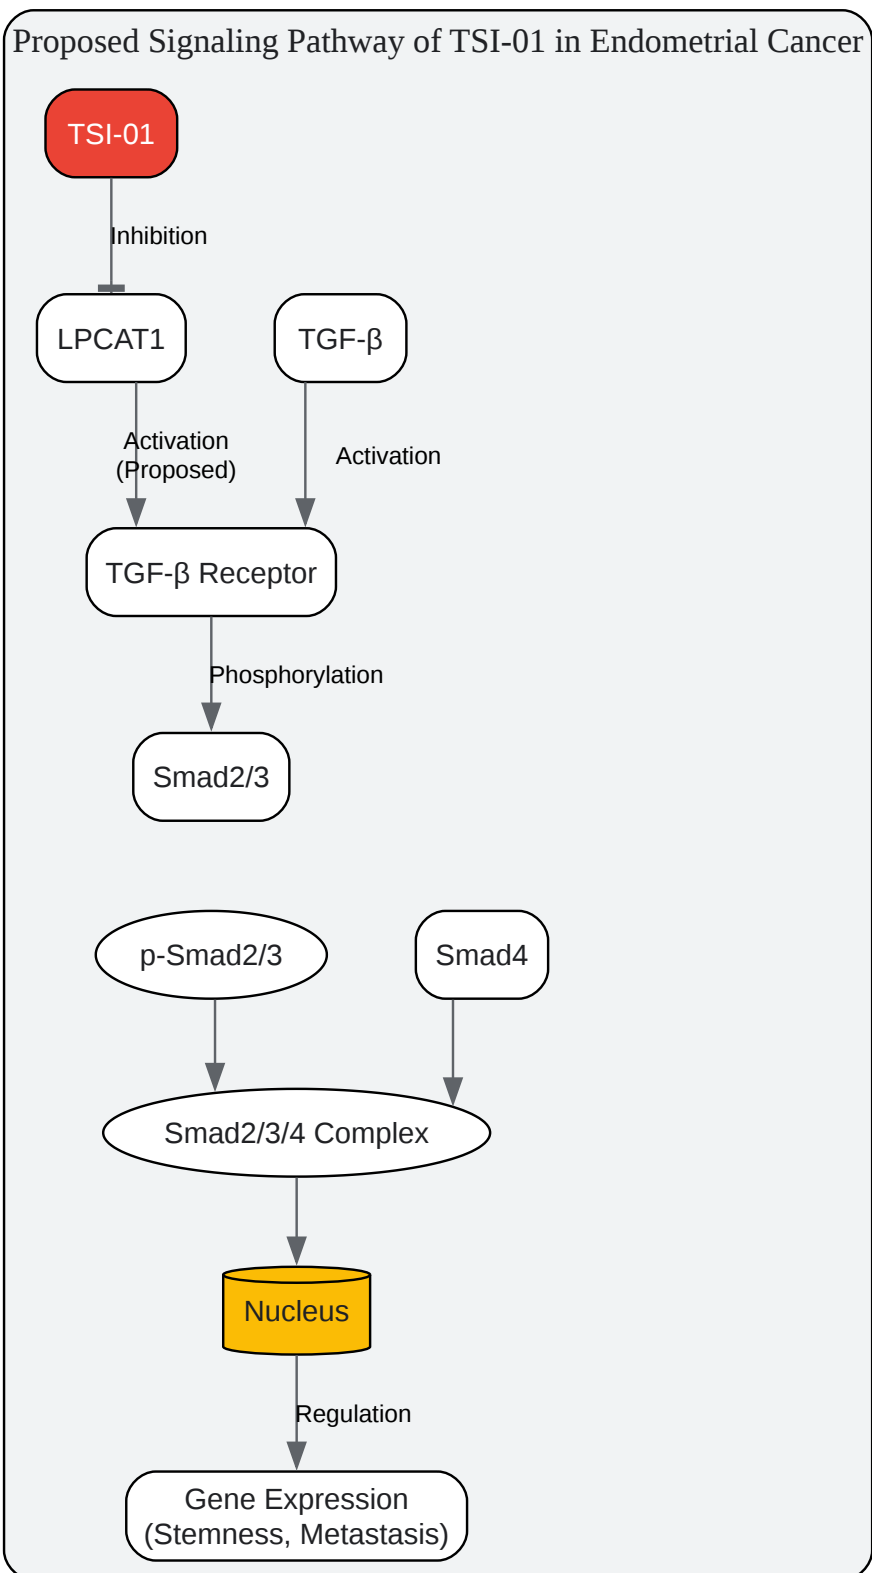 Proposed Signaling Pathway of TSI-01 in Endometrial Cancer
TSI-01
Inhibition
LPCAT1
TGF-β
Activation
(Proposed)
Activation
TGF-β Receptor
Phosphorylation
Smad2/3
p-Smad2/3
Smad4
Smad2/3/4 Complex
Nucleus
Regulation
Gene Expression
(Stemness, Metastasis)